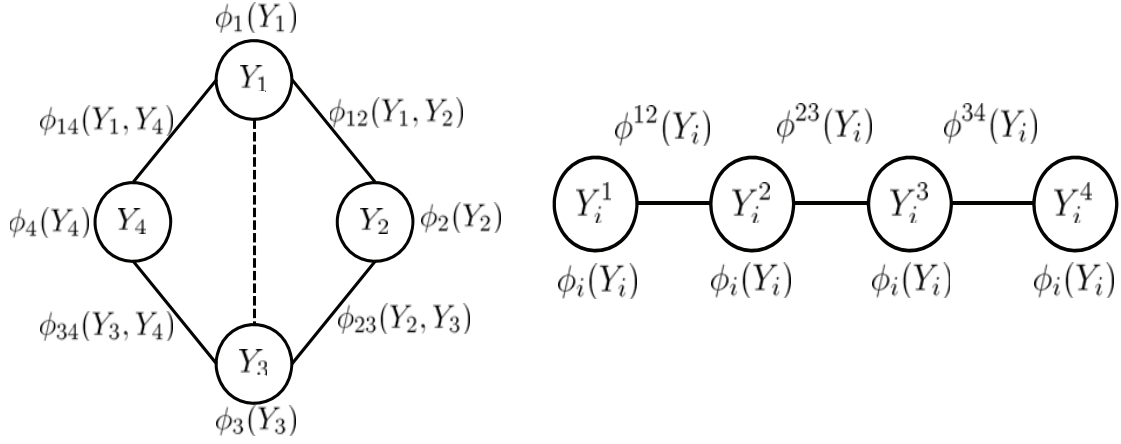 ϕ₁(Y₁)
Y₁
ϕ₁₄(Y₁, Y₄)
ϕ₁₂(Y₁, Y₂)
ϕ₄(Y₄)
Y₄
Y₂
ϕ₂(Y₂)
ϕ₃₄(Y₃, Y₄)
ϕ₂₃(Y₂, Y₃)
Y₃
ϕ₃(Y₃)
ϕ¹²(Yᵢ) ϕ²³(Yᵢ) ϕ³⁴(Yᵢ)
Yᵢ¹ Yᵢ² Yᵢ³ Yᵢ⁴
ϕᵢ(Yᵢ) ϕᵢ(Yᵢ) ϕᵢ(Yᵢ) ϕᵢ(Yᵢ)